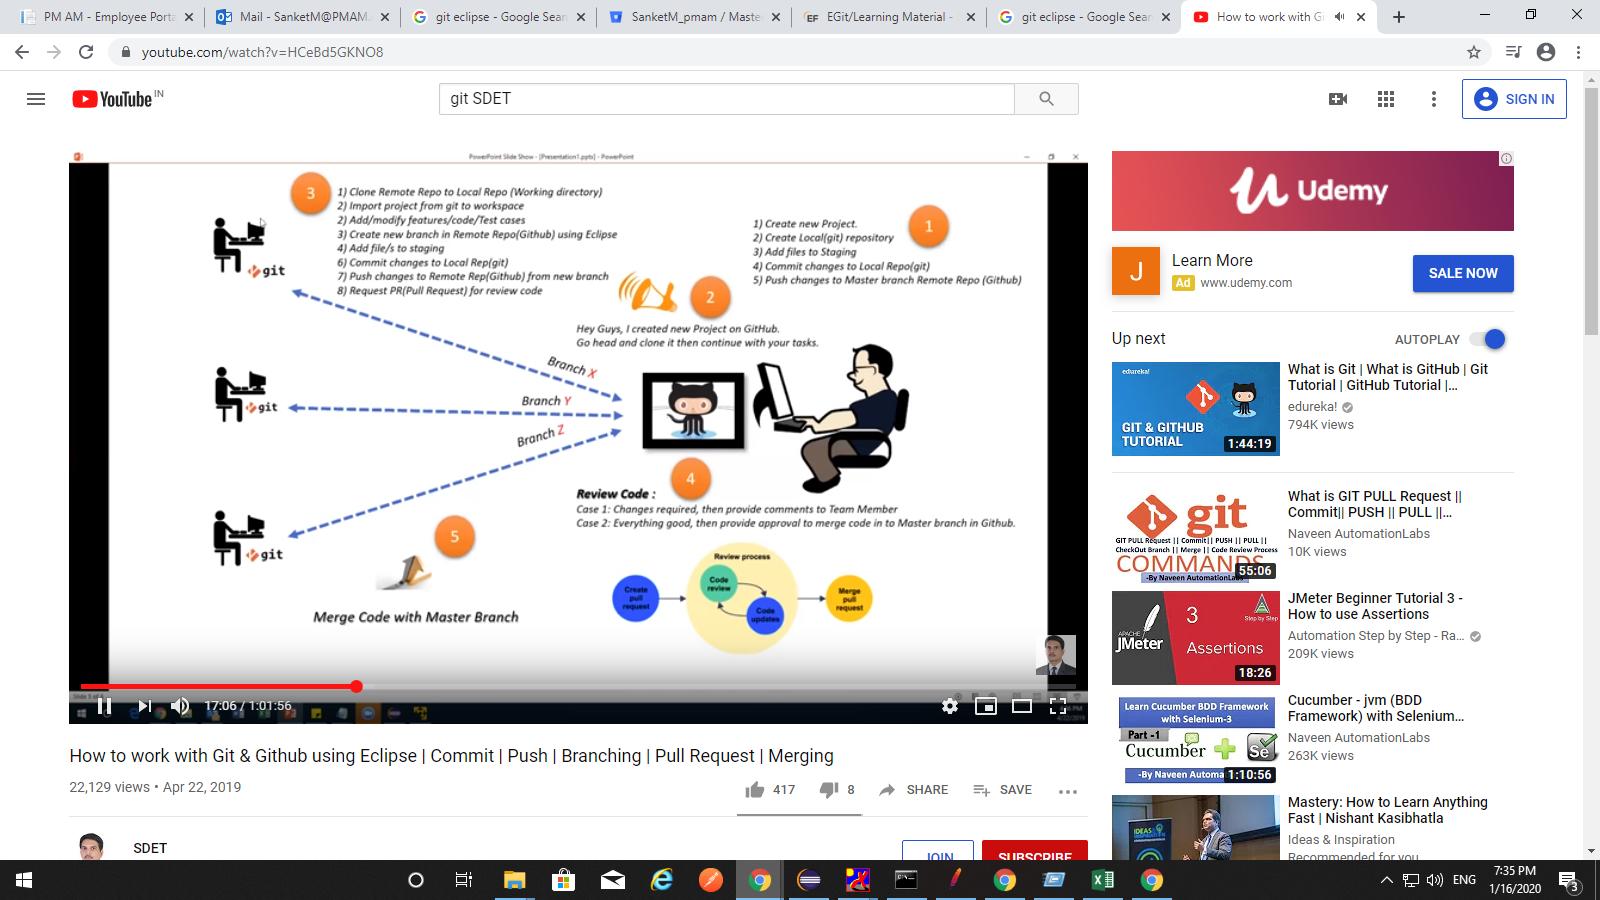 PM AM - Employee Porta
Mail - SanketM@PMAM.
git eclipse - Google Sear
SanketM_pmam / Maste
EGit/Learning Material -
git eclipse - Google Sear
How to work with Gi
youtube.com/watch?v=HCeBd5GKNO8
YouTube IN
git SDET
SIGN IN
PowerPoint Slide Show - [Presentation1.pptx] - PowerPoint
3
1) Clone Remote Repo to Local Repo (Working directory)
2) Import project from git to workspace
2) Add/modify features/code/Test cases
3) Create new branch in Remote Repo(Github) using Eclipse
4) Add file/s to staging
6) Commit changes to Local Rep(git)
7) Push changes to Remote Rep(Github) from new branch
8) Request PR(Pull Request) for review code
1
1) Create new Project.
2) Create Local(git) repository
3) Add files to Staging
4) Commit changes to Local Repo(git)
5) Push changes to Master branch Remote Repo (Github)
git
2
Hey Guys, I created new Project on GitHub.
Go head and clone it then continue with your tasks.
Branch X
git
Branch Y
Branch Z
git
4
Review Code :
Case 1: Changes required, then provide comments to Team Member
Case 2: Everything good, then provide approval to merge code in to Master branch in Github.
5
Merge Code with Master Branch
Review process
Create pull request
Code review
Code updates
Merge pull request
17:06 / 1:01:56
How to work with Git & Github using Eclipse | Commit | Push | Branching | Pull Request | Merging
22,129 views • Apr 22, 2019
417
8
SHARE
SAVE
SDET
JOIN
SUBSCRIBE
Udemy
J
Learn More
Ad www.udemy.com
SALE NOW
Up next
AUTOPLAY
edureka!
GIT & GITHUB
TUTORIAL
1:44:19
What is Git | What is GitHub | Git
Tutorial | GitHub Tutorial |...
edureka!
794K views
git
GIT PULL Request || Commit|| PUSH || PULL ||
CheckOut Branch || Merge || Code Review Process
COMMANDS
-By Naveen AutomationLabs
55:06
What is GIT PULL Request ||
Commit|| PUSH || PULL ||...
Naveen AutomationLabs
10K views
APACHE
JMeter
3
Step by Step
Assertions
18:26
JMeter Beginner Tutorial 3 -
How to use Assertions
Automation Step by Step - Ra...
209K views
Learn Cucumber BDD Framework
with Selenium-3
Part -1
Cucumber
Se
-By Naveen Automa
1:10:56
Cucumber - jvm (BDD
Framework) with Selenium...
Naveen AutomationLabs
263K views
IDEAS
Mastery: How to Learn Anything
Fast | Nishant Kasibhatla
Ideas & Inspiration
Recommended for you
ENG
7:35 PM
1/16/2020
3